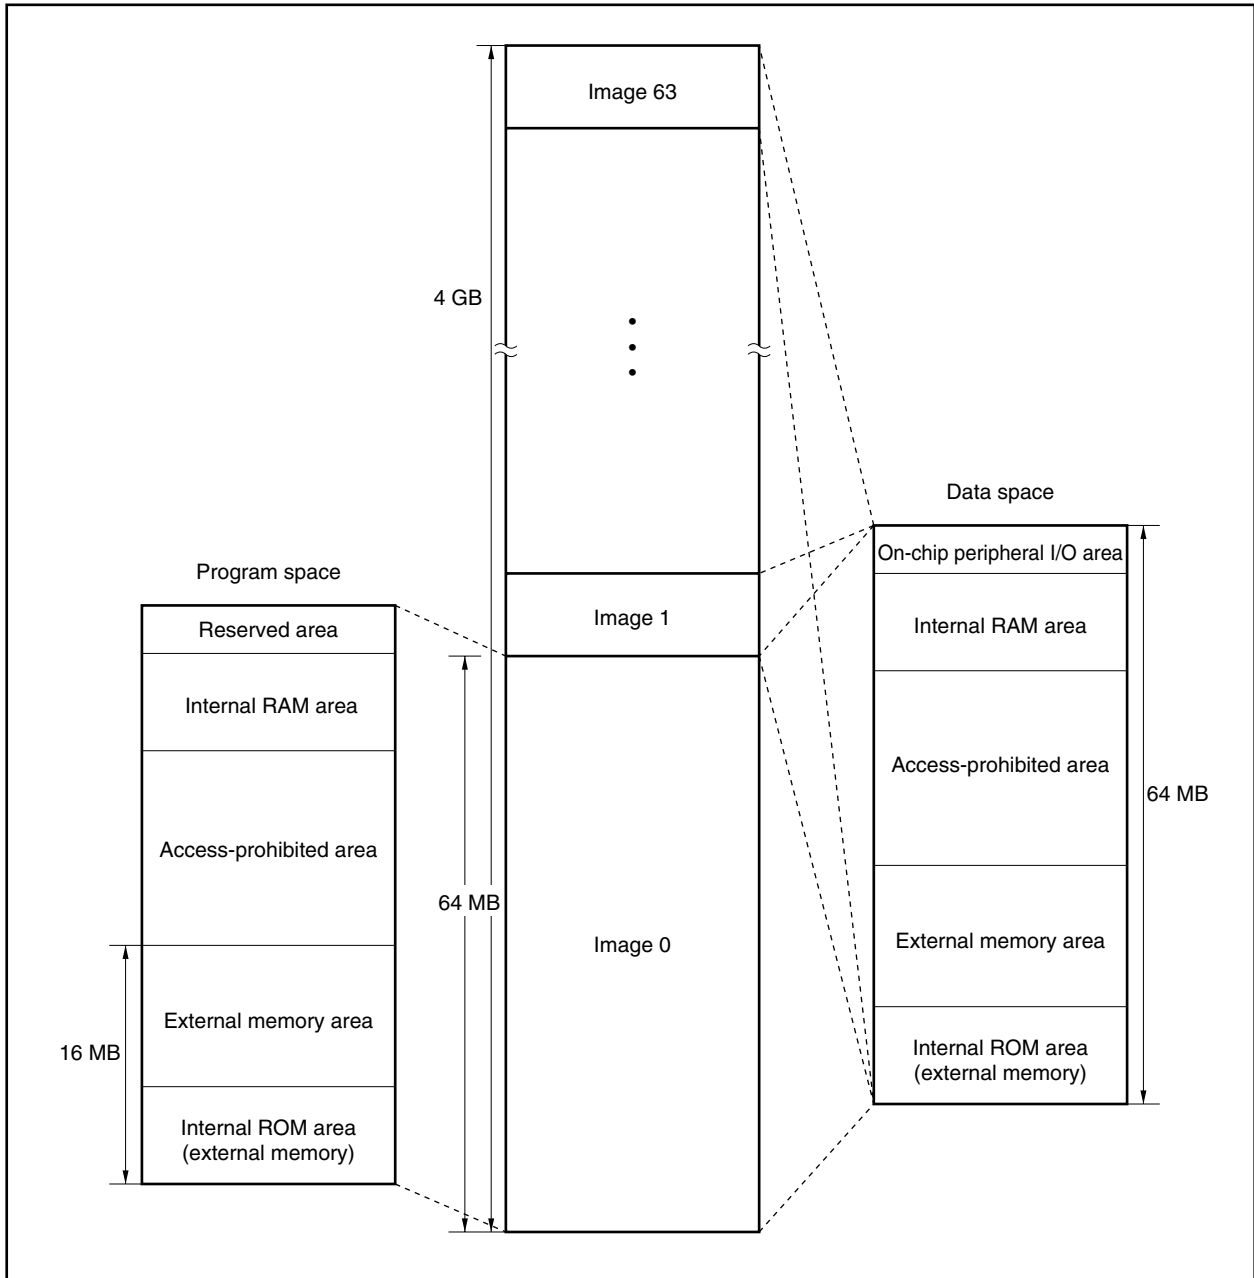 Image 63
4 GB
Data space
On-chip peripheral I/O area
Program space
Image 1
Reserved area
Internal RAM area
Internal RAM area
Access-prohibited area
64 MB
Access-prohibited area
64 MB
Image 0
External memory area
External memory area
16 MB
Internal ROM area
(external memory)
Internal ROM area
(external memory)